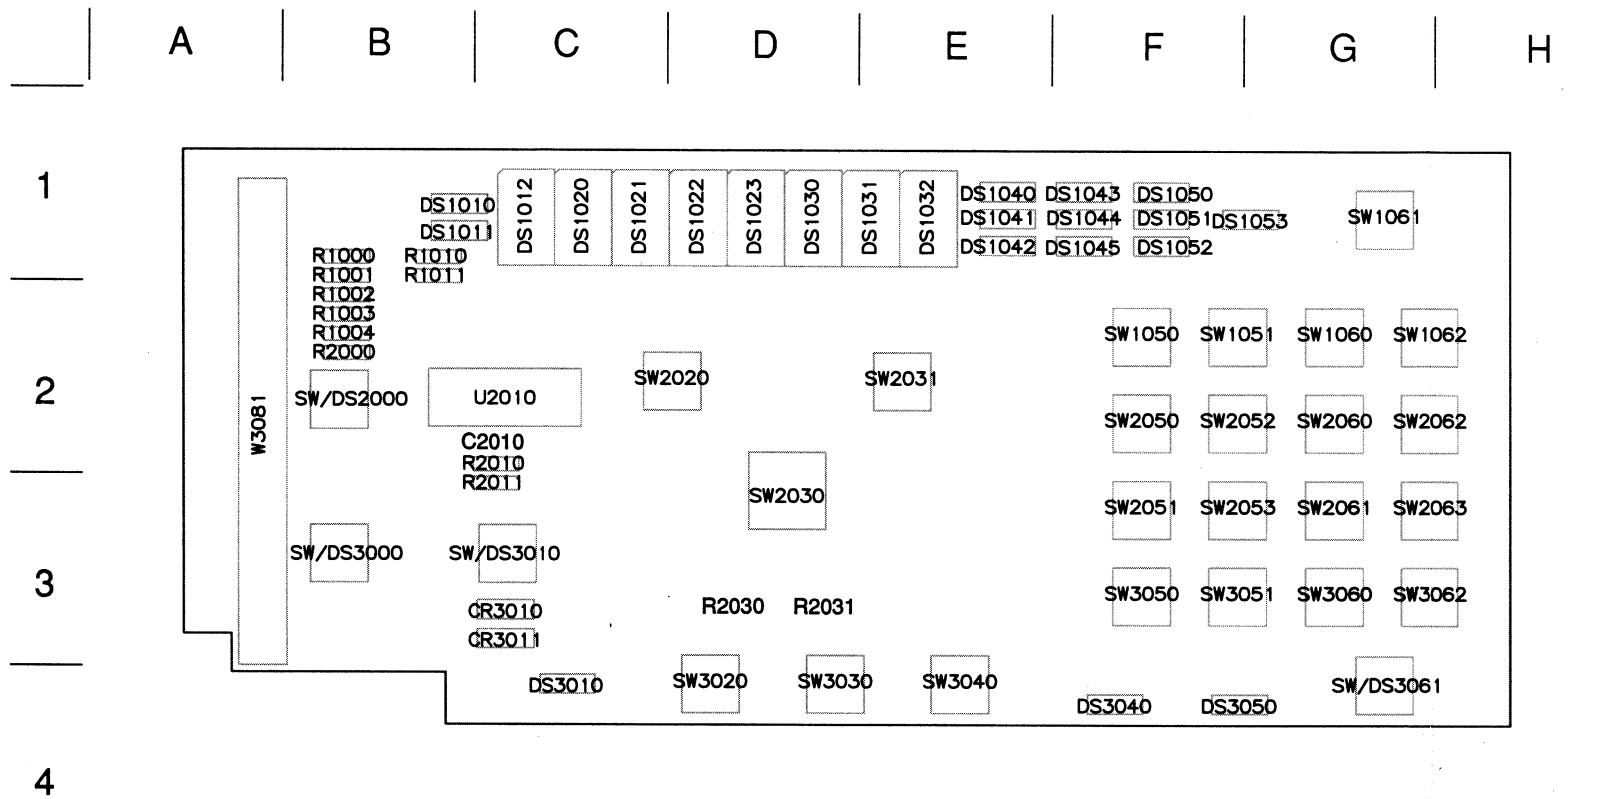 A B C D E F G H
1
DS1010
DS1011
DS1012
DS1020
DS1021
DS1022
DS1023
DS1030
DS1031
DS1032
DS1040 DS1043 DS1050
DS1041 DS1044 DS1051 DS1053
DS1042 DS1045 DS1052
SW1061
R1000 R1010
R1001 R1011
R1002
R1003
R1004
R2000
SW1050 SW1051 SW1060 SW1062
2
W3081
SW/DS2000
U2010
SW2020
SW2031
C2010
R2010
R2011
SW2050 SW2052 SW2060 SW2062
SW2030
SW2051 SW2053 SW2061 SW2063
3
SW/DS3000
SW/DS3010
CR3010
CR3011
R2030 R2031
SW3050 SW3051 SW3060 SW3062
DS3010
SW3020 SW3030 SW3040
DS3040 DS3050
SW/DS3061
4